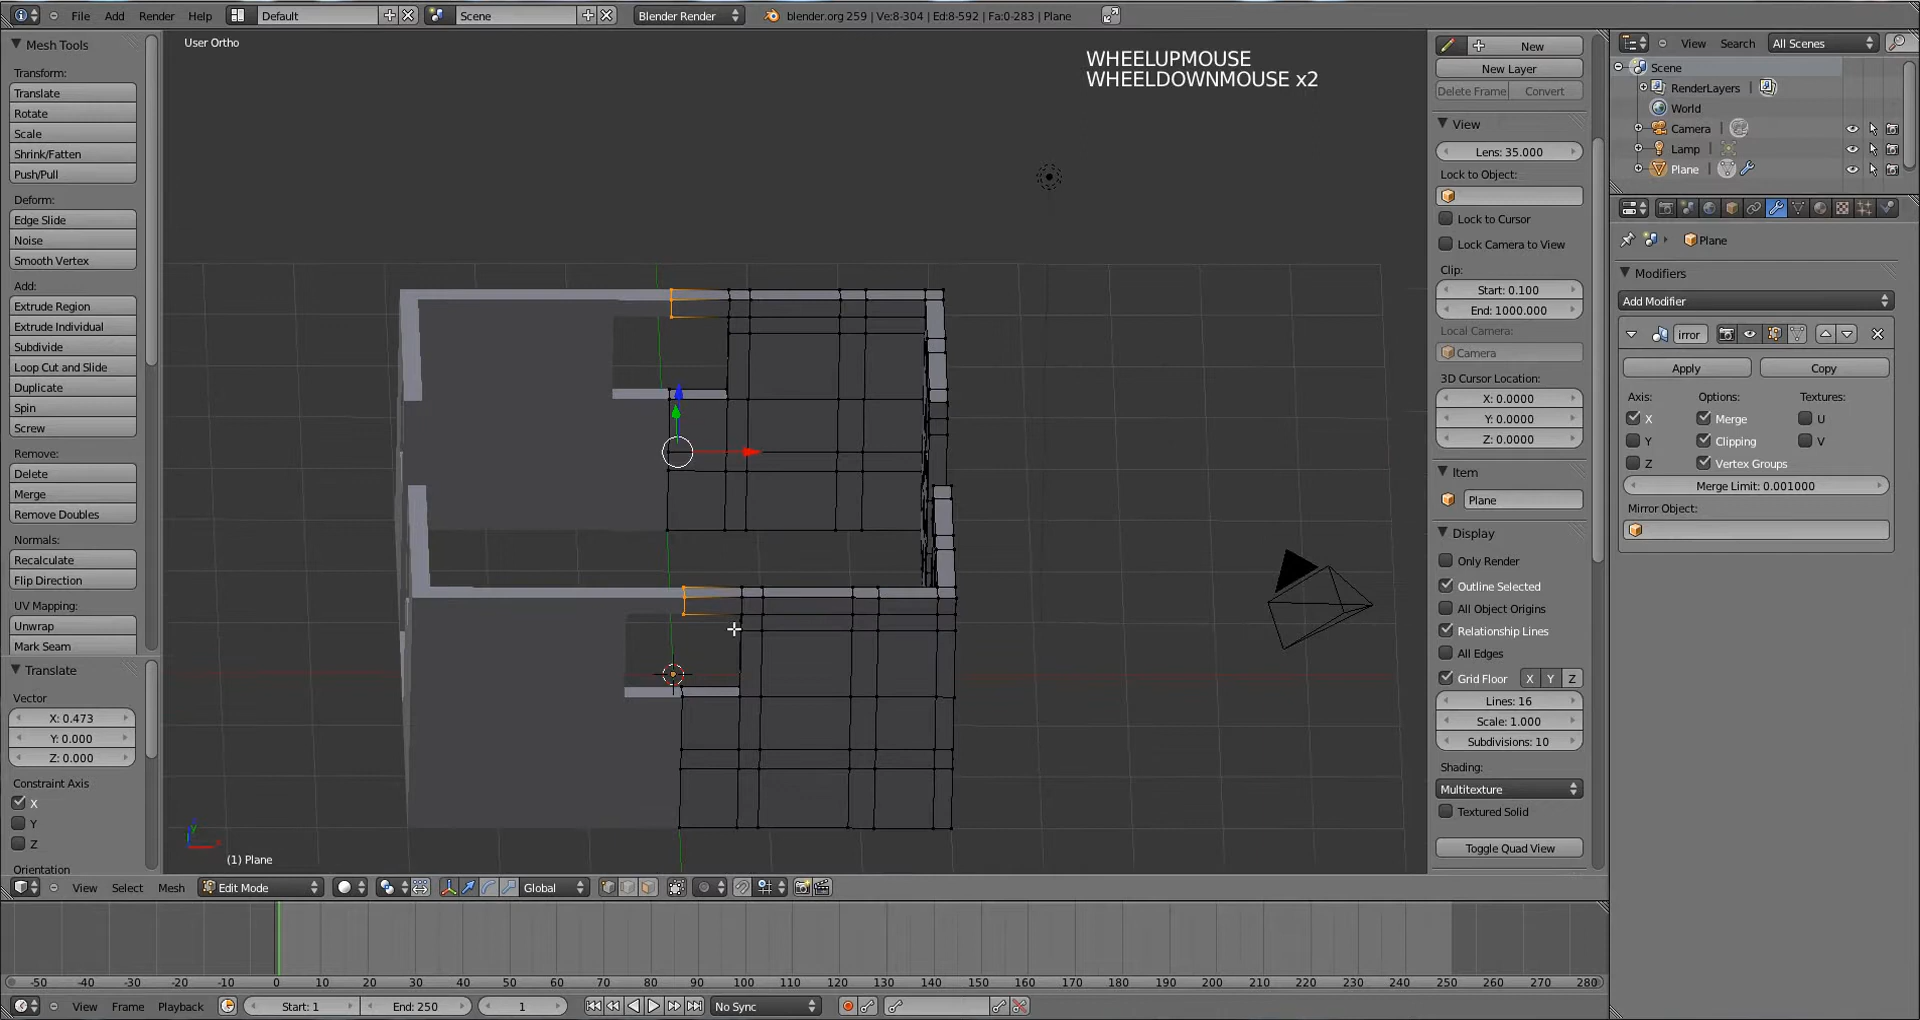 File Add Render Help Default Scene Blender Render blender.org 259 | Ve:8-304 | Ed:8-592 | Fa:0-283 | Plane
Mesh Tools
Transform:
Translate
Rotate
Scale
Shrink/Fatten
Push/Pull
Deform:
Edge Slide
Noise
Smooth Vertex
Add:
Extrude Region
Extrude Individual
Subdivide
Loop Cut and Slide
Duplicate
Spin
Screw
Remove:
Delete
Merge
Remove Doubles
Normals:
Recalculate
Flip Direction
UV Mapping:
Unwrap
Mark Seam
Translate
Vector
X: 0.473
Y: 0.000
Z: 0.000
Constraint Axis
X
Y
Z
Orientation
User Ortho
WHEELUPMOUSE
WHEELDOWNMOUSE x2
(1) Plane
View Select Mesh Edit Mode Global
New
New Layer
Delete Frame Convert
View
Lens: 35.000
Lock to Object:
Lock to Cursor
Lock Camera to View
Clip:
Start: 0.100
End: 1000.000
Local Camera:
Camera
3D Cursor Location:
X: 0.0000
Y: 0.0000
Z: 0.0000
Item
Plane
Display
Only Render
Outline Selected
All Object Origins
Relationship Lines
All Edges
Grid Floor X Y Z
Lines: 16
Scale: 1.000
Subdivisions: 10
Shading:
Multitexture
Textured Solid
Toggle Quad View
View Search All Scenes
Scene
RenderLayers
World
Camera
Lamp
Plane
Plane
Modifiers
Add Modifier
irror
Apply Copy
Axis: Options: Textures:
X Merge U
Y Clipping V
Z Vertex Groups
Merge Limit: 0.001000
Mirror Object:
-50 -40 -30 -20 -10 0 10 20 30 40 50 60 70 80 90 100 110 120 130 140 150 160 170 180 190 200 210 220 230 240 250 260 270 280
View Frame Playback Start: 1 End: 250 1 No Sync